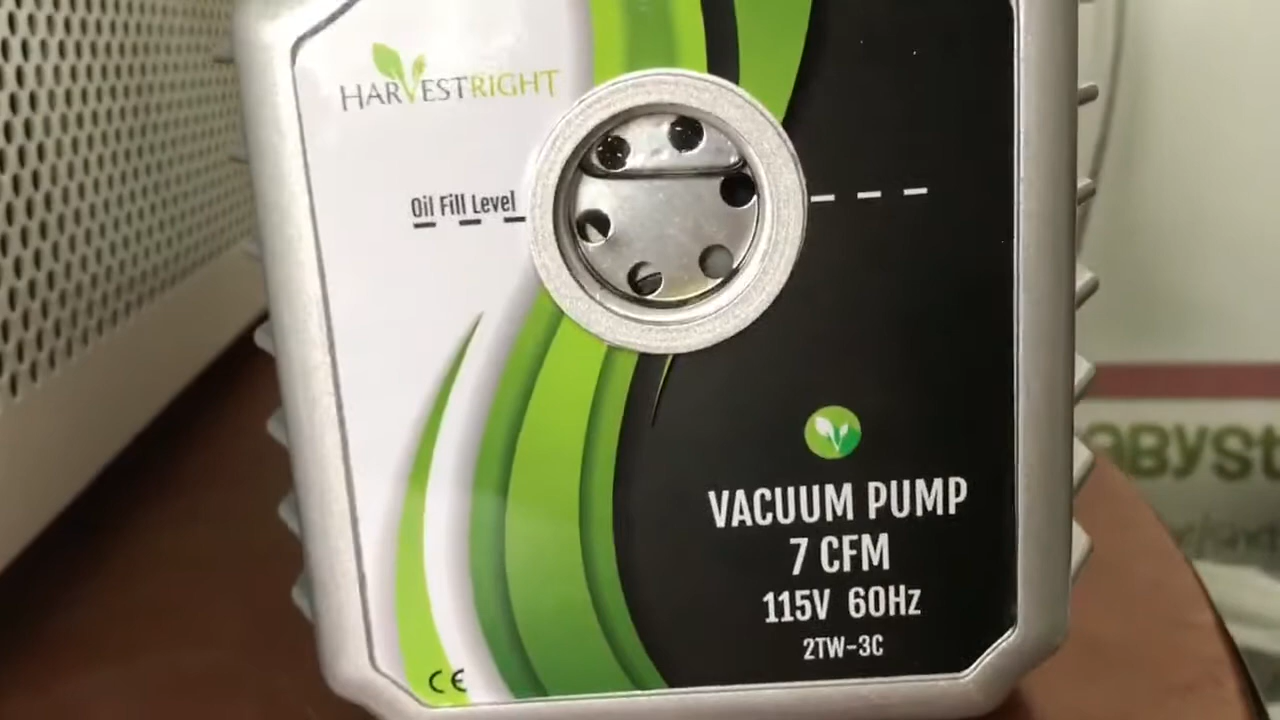 HARVESTRIGHT
Oil Fill Level
VACUUM PUMP
7 CFM
115V 60Hz
2TW-3C
CE